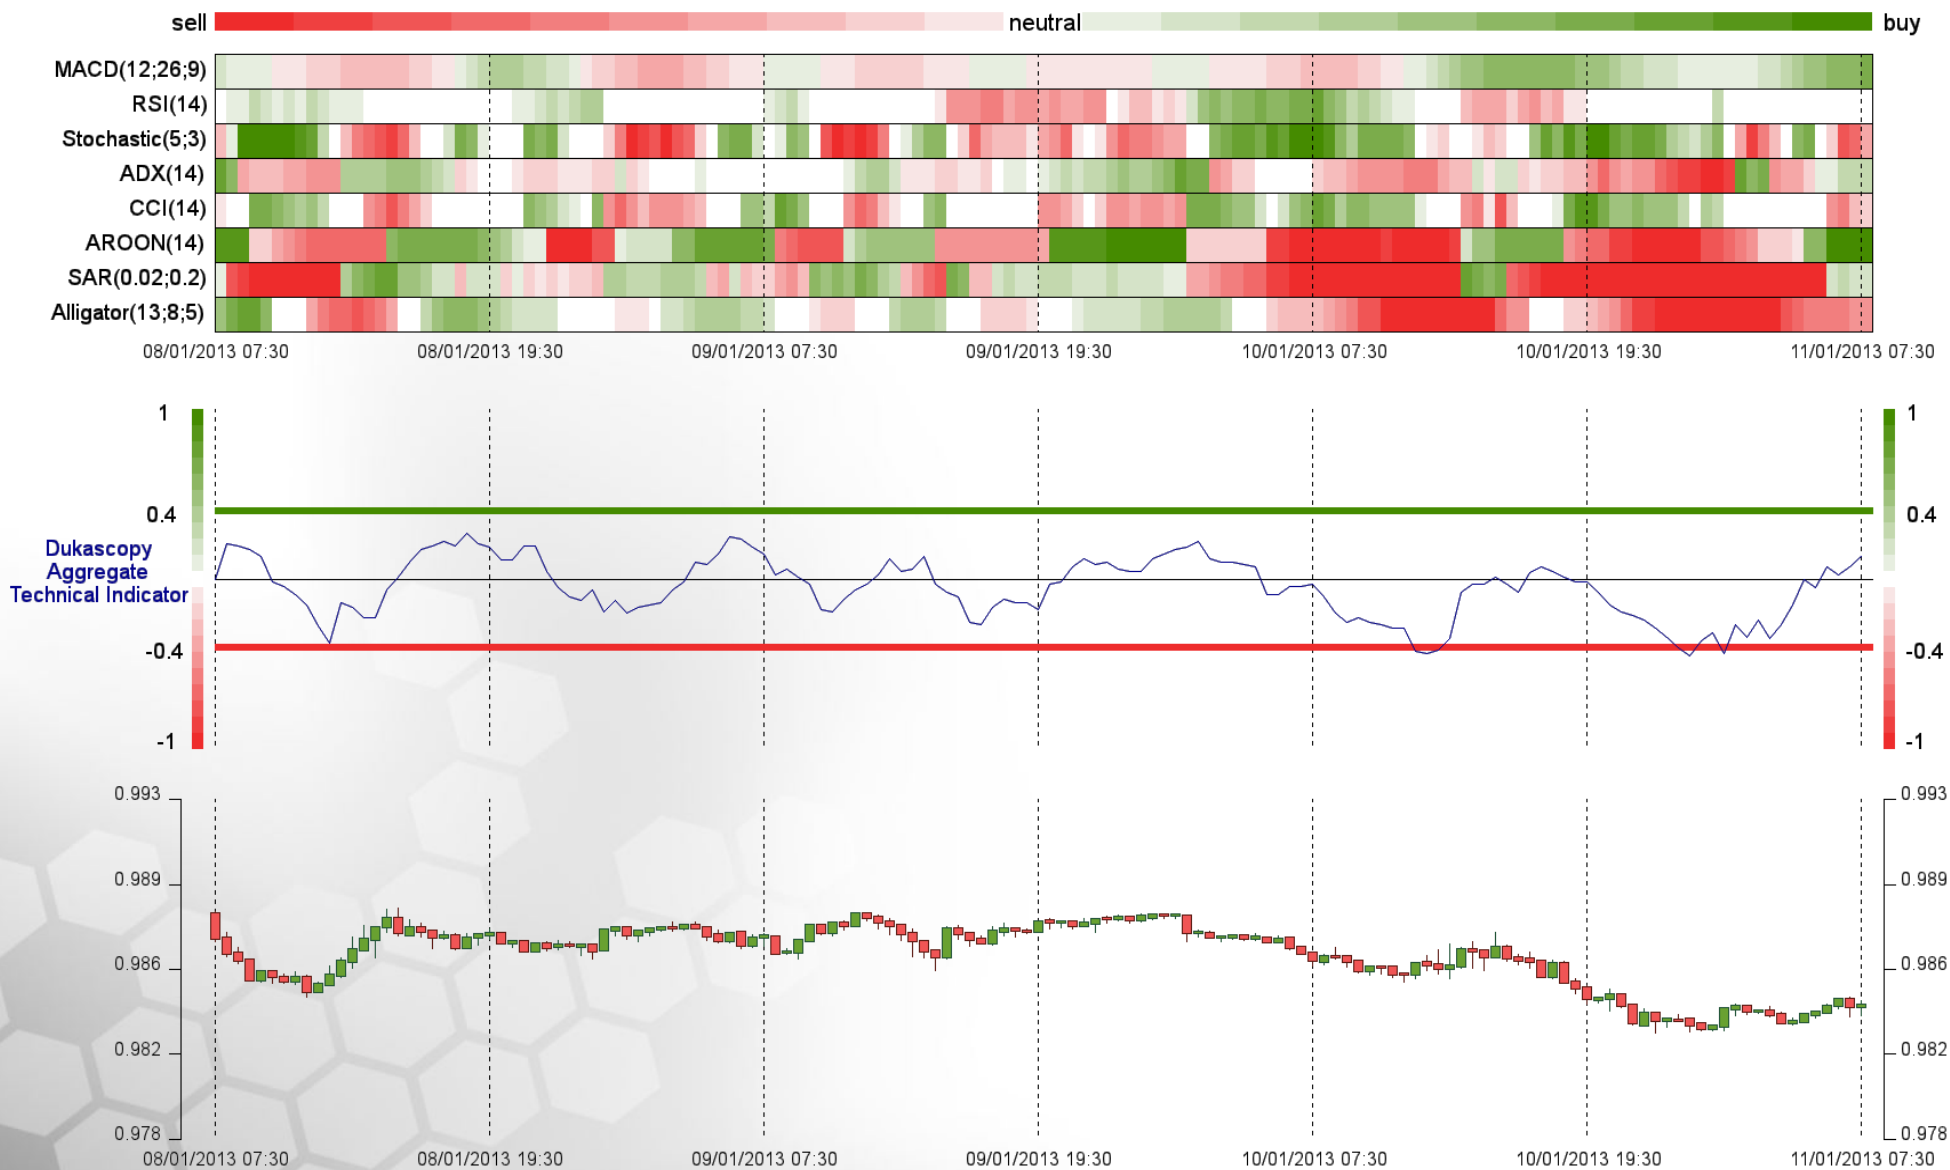 sell neutral buy
MACD(12;26;9)
RSI(14)
Stochastic(5;3)
ADX(14)
CCI(14)
AROON(14)
SAR(0.02;0.2)
Alligator(13;8;5)
08/01/2013 07:30 08/01/2013 19:30 09/01/2013 07:30 09/01/2013 19:30 10/01/2013 07:30 10/01/2013 19:30 11/01/2013 07:30
1 1
0.4 0.4
Dukascopy
Aggregate
Technical Indicator
-0.4 -0.4
-1 -1
0.993 0.993
0.989 0.989
0.986 0.986
0.982 0.982
0.978 0.978
08/01/2013 07:30 08/01/2013 19:30 09/01/2013 07:30 09/01/2013 19:30 10/01/2013 07:30 10/01/2013 19:30 11/01/2013 07:30